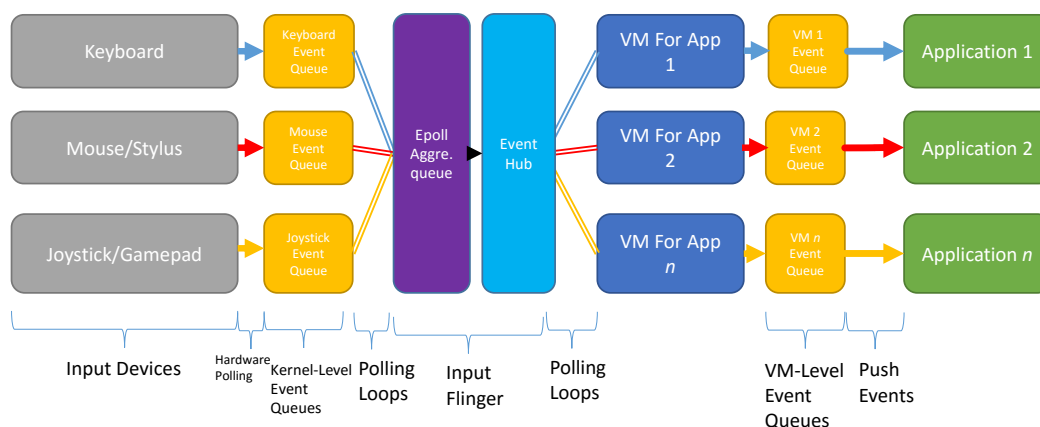 Keyboard
Keyboard
Event
Queue
VM For App
1
VM 1
Event
Queue
Application 1
Mouse/Stylus
Mouse
Event
Queue
Epoll
Aggre.
queue
Event
Hub
VM For App
2
VM 2
Event
Queue
Application 2
Joystick/Gamepad
Joystick
Event
Queue
VM For App
n
VM n
Event
Queue
Application n
Input Devices
Hardware
Polling
Kernel-Level
Event
Queues
Polling
Loops
Input
Flinger
Polling
Loops
VM-Level
Event
Queues
Push
Events